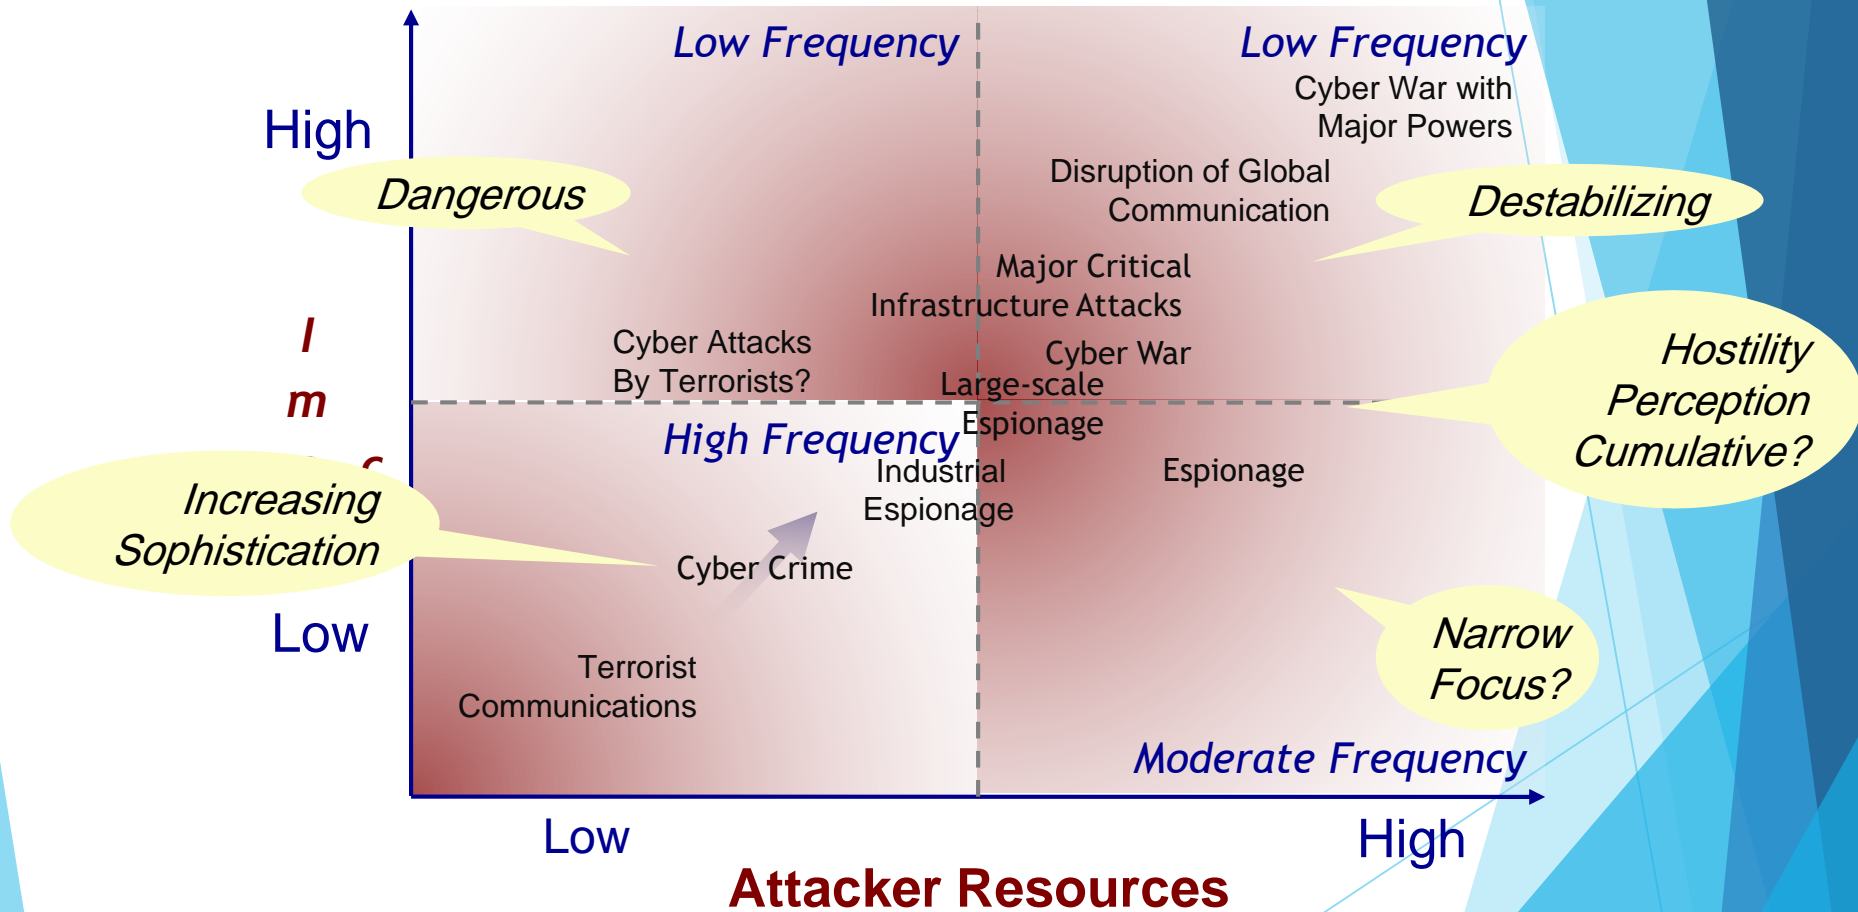 Low Frequency
Low Frequency
Cyber War with
Major Powers
High
Disruption of Global
Communication
Dangerous
Destabilizing
Major Critical
Infrastructure Attacks
I
m
Cyber Attacks
By Terrorists?
Cyber War
Large-scale
Espionage
Hostility
Perception
Cumulative?
High Frequency
Industrial
Espionage
Espionage
Increasing
Sophistication
Cyber Crime
Low
Terrorist
Communications
Narrow
Focus?
Moderate Frequency
Low
High
Attacker Resources